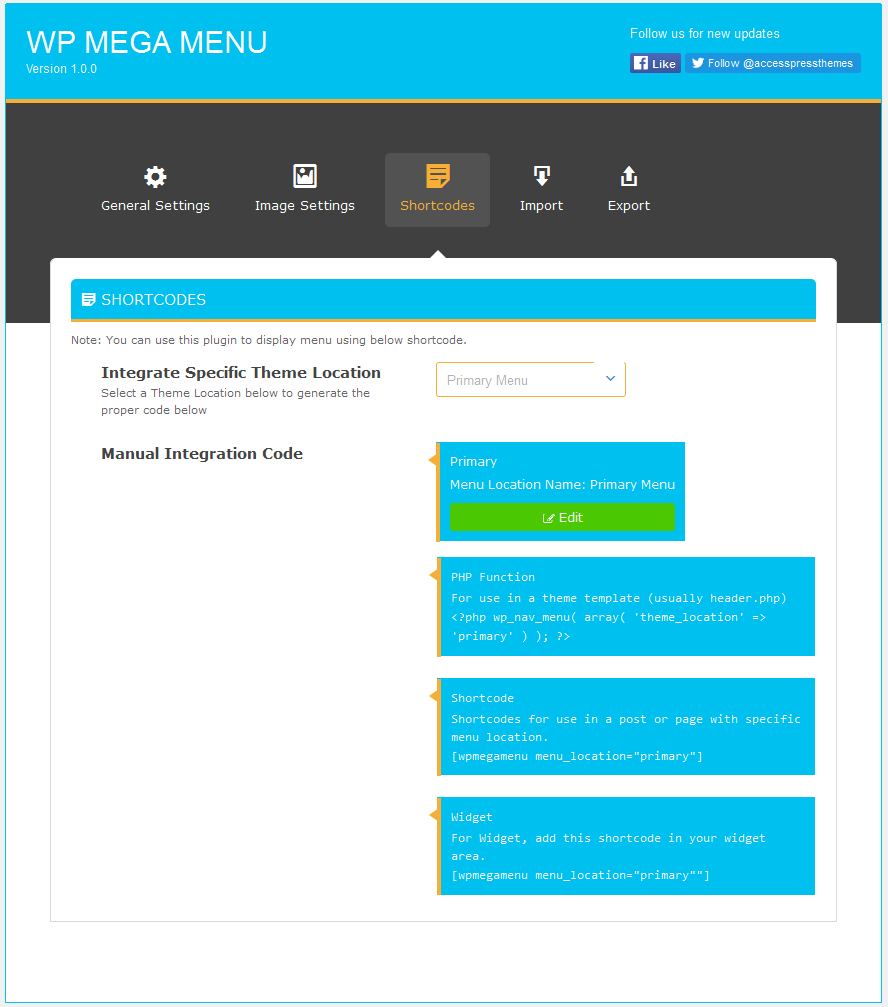 WP MEGA MENU
Version 1.0.0
Follow us for new updates
Like
Follow @accesspressthemes
General Settings
Image Settings
Shortcodes
Import
Export
SHORTCODES
Note: You can use this plugin to display menu using below shortcode.
Integrate Specific Theme Location
Select a Theme Location below to generate the
proper code below
Primary Menu
Manual Integration Code
Primary
Menu Location Name: Primary Menu
Edit
PHP Function
For use in a theme template (usually header.php)
<?php wp_nav_menu( array( 'theme_location' =>
'primary' ) ); ?>
Shortcode
Shortcodes for use in a post or page with specific
menu location.
[wpmegamenu menu_location="primary"]
Widget
For Widget, add this shortcode in your widget
area.
[wpmegamenu menu_location="primary""]